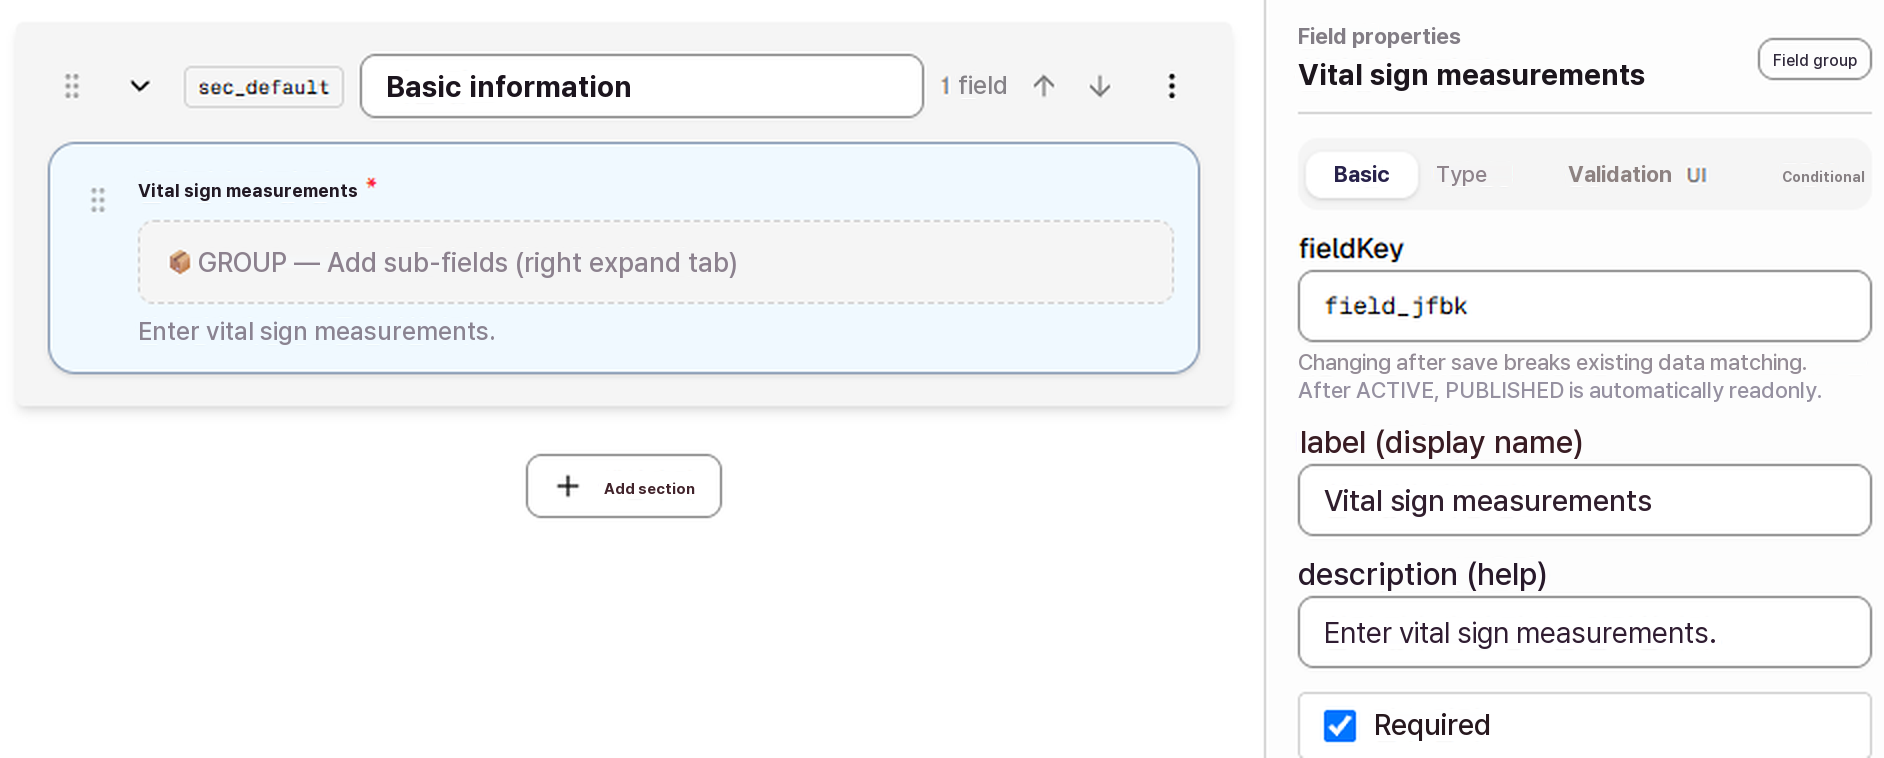 sec_default
Basic information
1 field
Vital sign measurements *
GROUP — Add sub-fields (right expand tab)
Enter vital sign measurements.
Add section
Field properties
Vital sign measurements
Field group
Basic Type Validation UI Conditional
fieldKey
field_jfbk
Changing after save breaks existing data matching.
After ACTIVE, PUBLISHED is automatically readonly.
label (display name)
Vital sign measurements
description (help)
Enter vital sign measurements.
Required